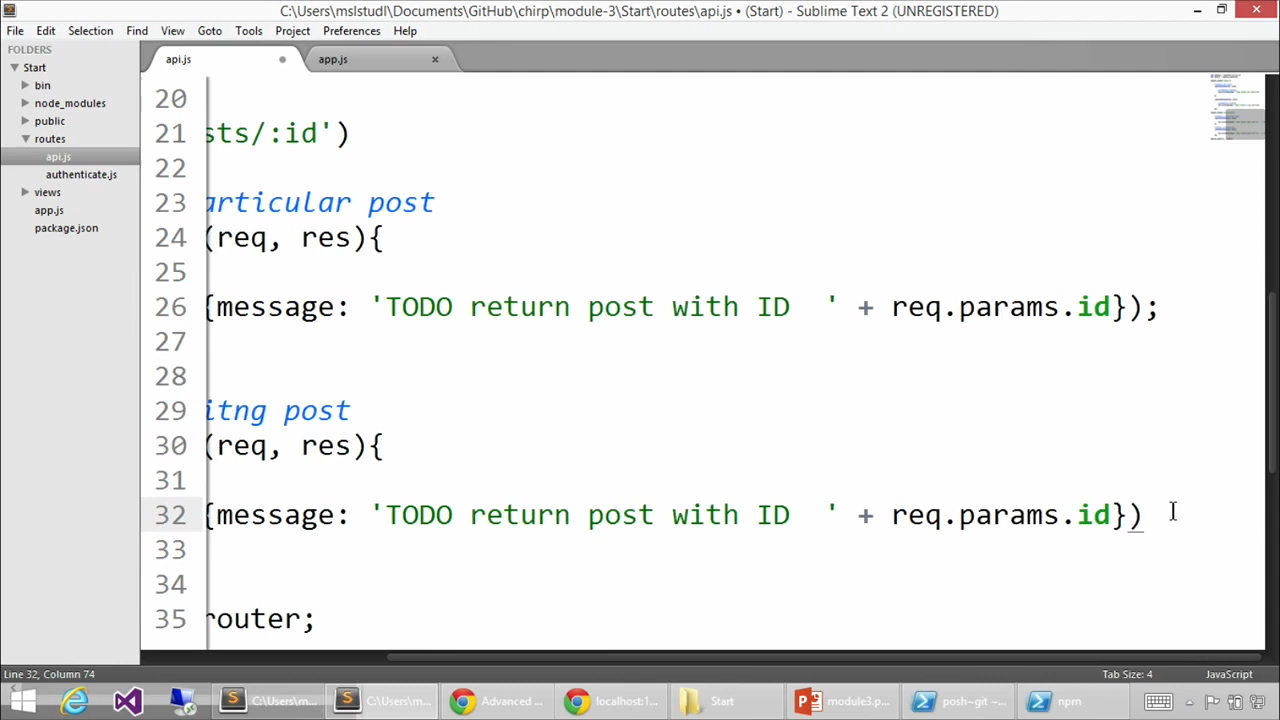 C:\Users\mslstudl\Documents\GitHub\chirp\module-3\Start\routes\api.js • (Start) - Sublime Text 2 (UNREGISTERED)
File Edit Selection Find View Goto Tools Project Preferences Help
FOLDERS
Start
bin
node_modules
public
routes
api.js
authenticate.js
views
app.js
package.json
api.js app.js
20
21 sts/:id')
22
23 articular post
24 (req, res){
25
26 {message: 'TODO return post with ID ' + req.params.id});
27
28
29 itng post
30 (req, res){
31
32 {message: 'TODO return post with ID ' + req.params.id})
33
34
35 router;
Line 32, Column 74 Tab Size: 4 JavaScript
C:\Users\m... C:\Users\m... Advanced ... localhost:1... Start module3.p... posh~git ~... npm